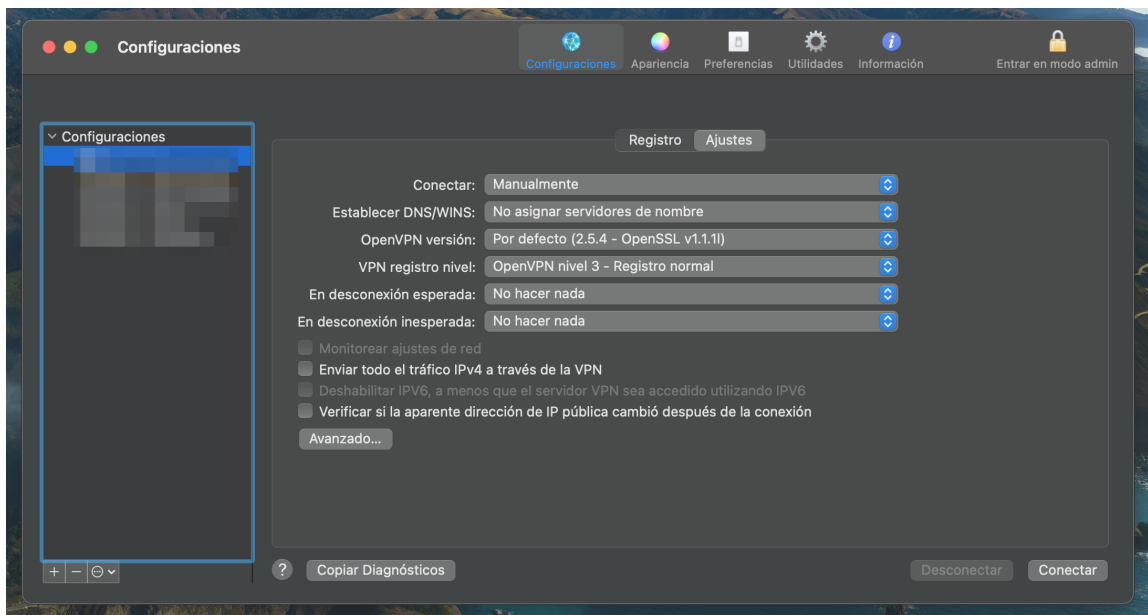 Configuraciones
Configuraciones Apariencia Preferencias Utilidades Información Entrar en modo admin
Configuraciones
Registro Ajustes
Conectar: Manualmente
Establecer DNS/WINS: No asignar servidores de nombre
OpenVPN versión: Por defecto (2.5.4 - OpenSSL v1.1.1l)
VPN registro nivel: OpenVPN nivel 3 - Registro normal
En desconexión esperada: No hacer nada
En desconexión inesperada: No hacer nada
Monitorear ajustes de red
Enviar todo el tráfico IPv4 a través de la VPN
Deshabilitar IPV6, a menos que el servidor VPN sea accedido utilizando IPV6
Verificar si la aparente dirección de IP pública cambió después de la conexión
Avanzado...
? Copiar Diagnósticos Desconectar Conectar